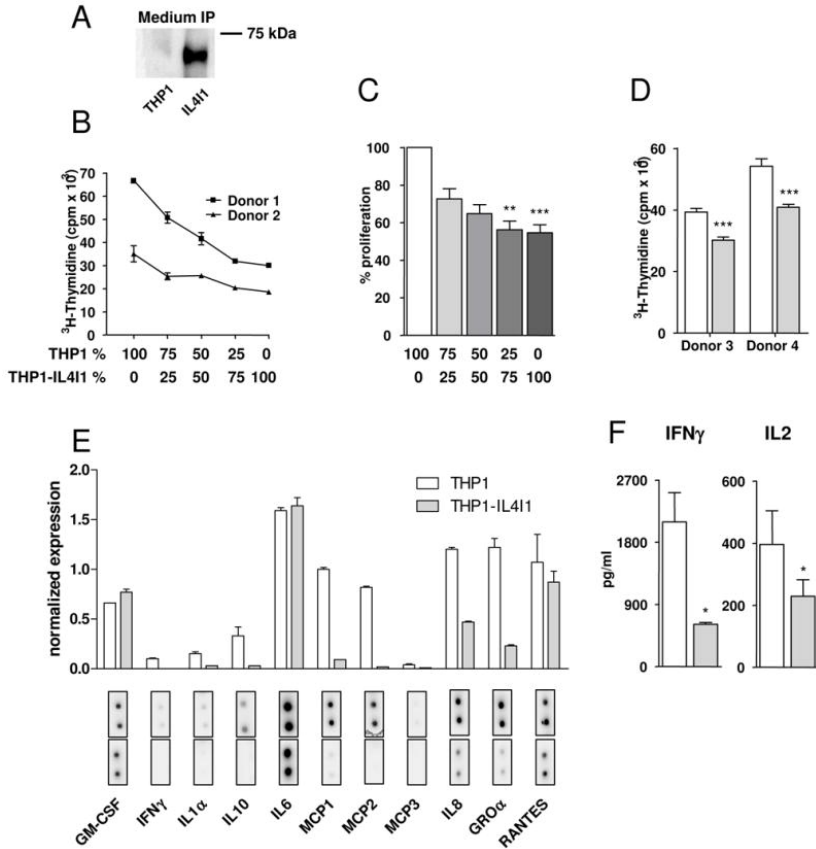 A
Medium IP
75 kDa
THP1
IL4I1
B
³H-Thymidine (cpm x 10³)
70
60
50
40
30
20
10
0
Donor 1
Donor 2
THP1 % 100 75 50 25 0
THP1-IL4I1 % 0 25 50 75 100
C
% proliferation
100
80
60
40
20
0
**
***
100 75 50 25 0
0 25 50 75 100
D
³H-Thymidine (cpm x 10³)
60
40
20
0
***
***
Donor 3 Donor 4
E
normalized expression
2.0
1.5
1.0
0.5
0.0
THP1
THP1-IL4I1
GM-CSF
IFNγ
IL1α
IL10
IL6
MCP1
MCP2
MCP3
IL8
GROα
RANTES
F
IFNγ
pg/ml
2700
1800
900
0
*
IL2
600
400
200
0
*